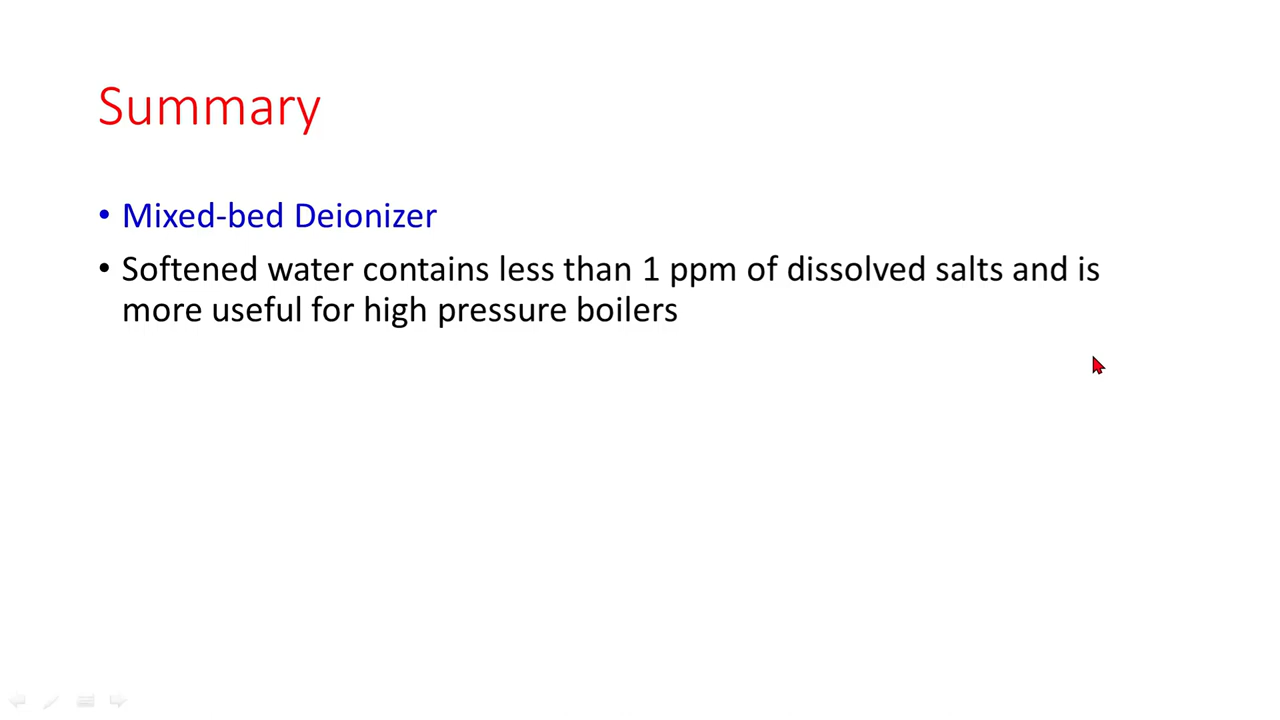 Summary
• Mixed-bed Deionizer
• Softened water contains less than 1 ppm of dissolved salts and is
more useful for high pressure boilers